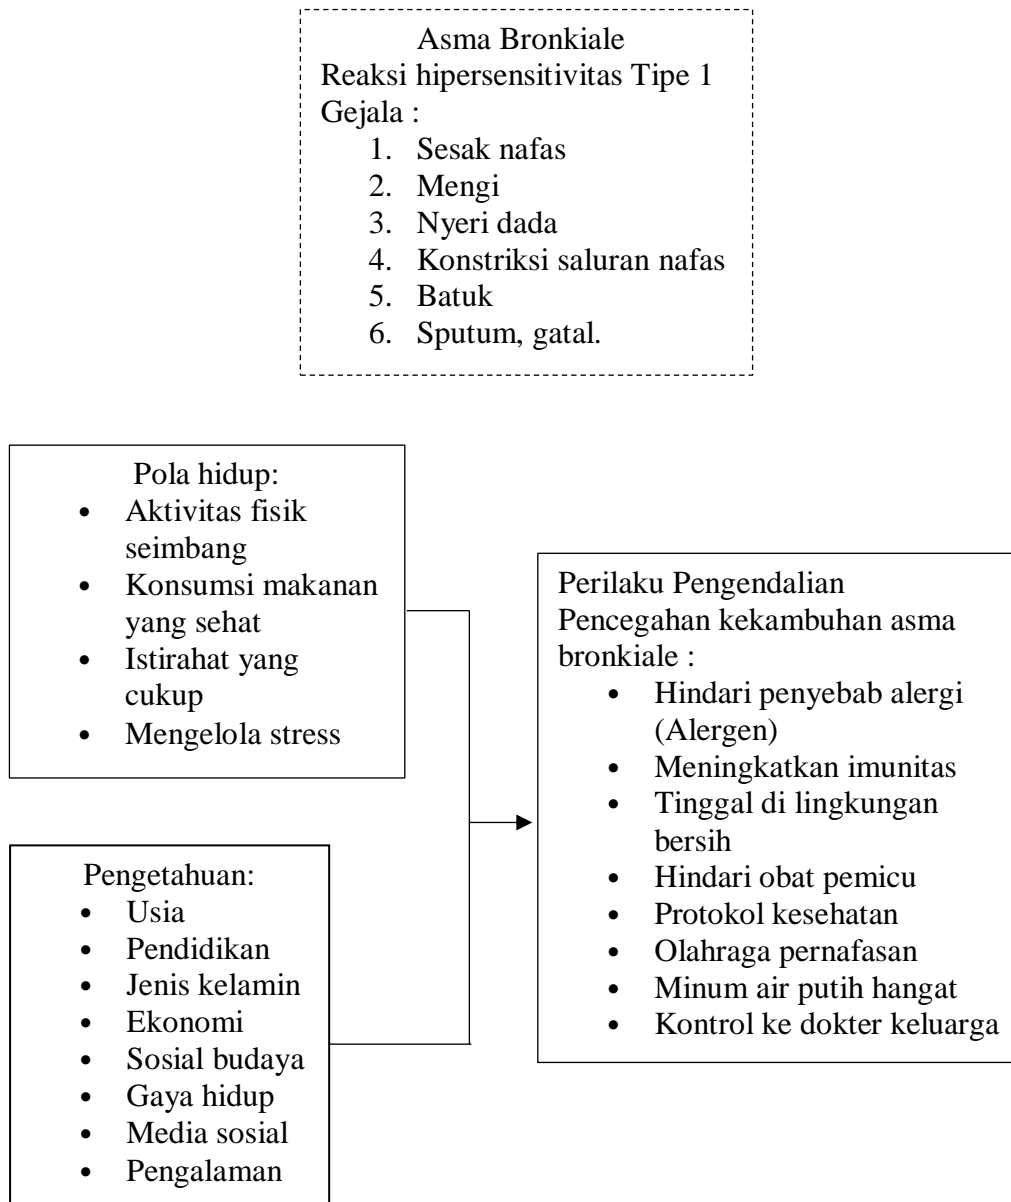 Asma Bronkiale
Reaksi hipersensitivitas Tipe 1
Gejala :
1. Sesak nafas
2. Mengi
3. Nyeri dada
4. Konstriksi saluran nafas
5. Batuk
6. Sputum, gatal.
Pola hidup:
• Aktivitas fisik
seimbang
• Konsumsi makanan
yang sehat
• Istirahat yang
cukup
• Mengelola stress
Pengetahuan:
• Usia
• Pendidikan
• Jenis kelamin
• Ekonomi
• Sosial budaya
• Gaya hidup
• Media sosial
• Pengalaman
Perilaku Pengendalian
Pencegahan kekambuhan asma
bronkiale :
• Hindari penyebab alergi
(Alergen)
• Meningkatkan imunitas
• Tinggal di lingkungan
bersih
• Hindari obat pemicu
• Protokol kesehatan
• Olahraga pernafasan
• Minum air putih hangat
• Kontrol ke dokter keluarga